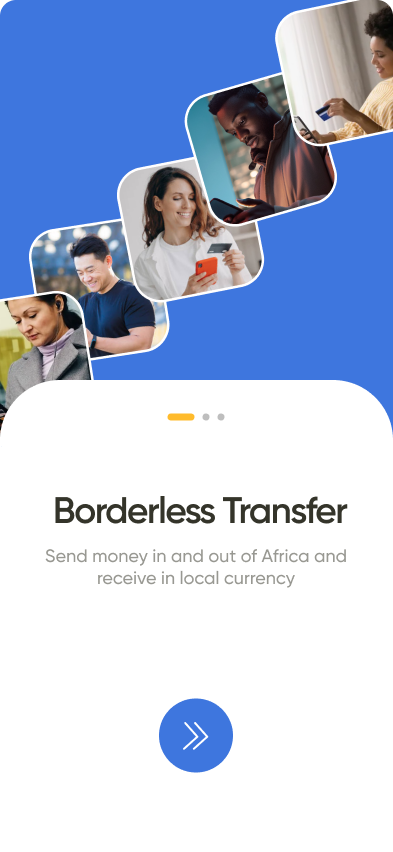 Borderless Transfer
Send money in and out of Africa and
receive in local currency